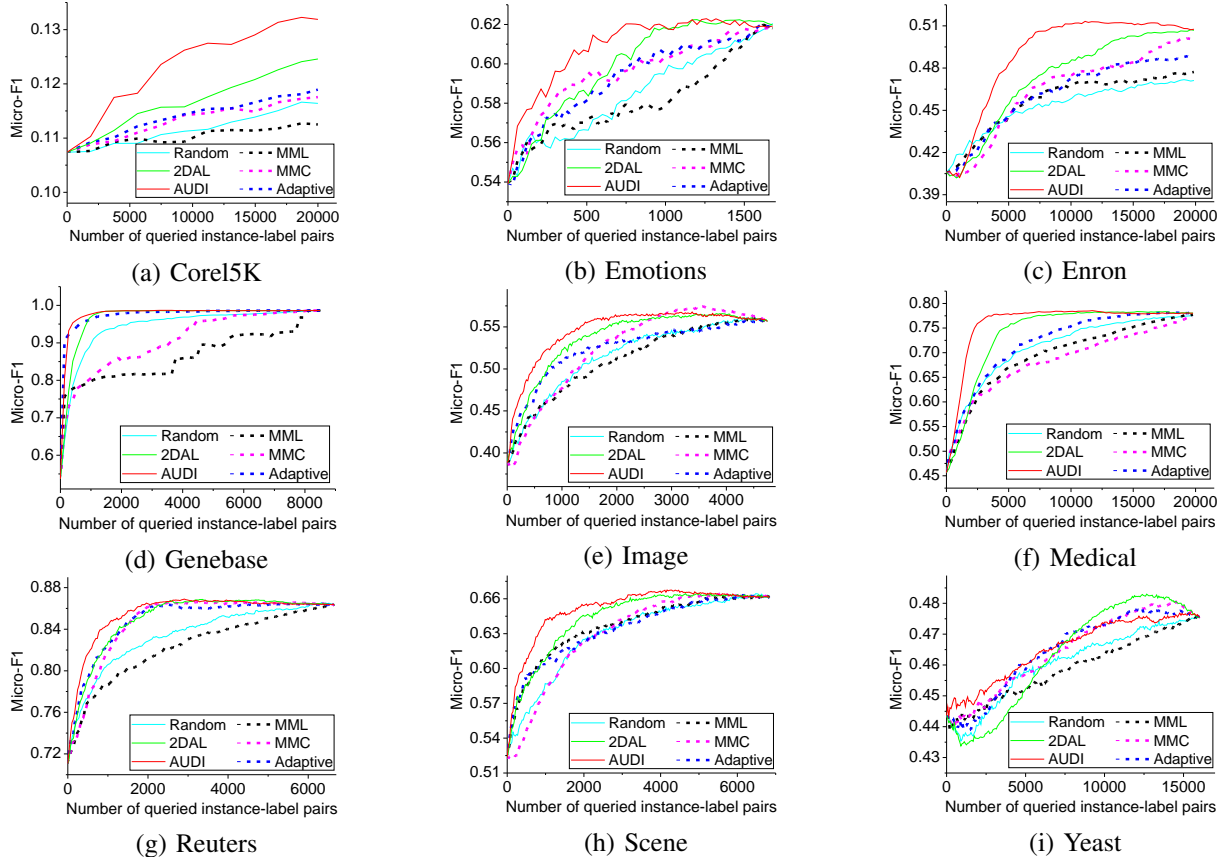 Micro-F1
0.13
0.12
0.11
0.10
Random
2DAL
AUDI
MML
MMC
Adaptive
0 5000 10000 15000 20000
Number of queried instance-label pairs
(a) Corel5K
Micro-F1
0.62
0.60
0.58
0.56
0.54
Random
2DAL
AUDI
MML
MMC
Adaptive
0 500 1000 1500
Number of queried instance-label pairs
(b) Emotions
Micro-F1
0.51
0.48
0.45
0.42
0.39
Random
2DAL
AUDI
MML
MMC
Adaptive
0 5000 10000 15000 20000
Number of queried instance-label pairs
(c) Enron
Micro-F1
1.0
0.9
0.8
0.7
0.6
Random
2DAL
AUDI
MML
MMC
Adaptive
0 2000 4000 6000 8000
Number of queried instance-label pairs
(d) Genebase
Micro-F1
0.55
0.50
0.45
0.40
Random
2DAL
AUDI
MML
MMC
Adaptive
0 1000 2000 3000 4000
Number of queried instance-label pairs
(e) Image
Micro-F1
0.80
0.75
0.70
0.65
0.60
0.55
0.50
0.45
Random
2DAL
AUDI
MML
MMC
Adaptive
0 5000 10000 15000 20000
Number of queried instance-label pairs
(f) Medical
Micro-F1
0.88
0.84
0.80
0.76
0.72
Random
2DAL
AUDI
MML
MMC
Adaptive
0 2000 4000 6000
Number of queried instance-label pairs
(g) Reuters
Micro-F1
0.66
0.63
0.60
0.57
0.54
0.51
Random
2DAL
AUDI
MML
MMC
Adaptive
0 2000 4000 6000
Number of queried instance-label pairs
(h) Scene
Micro-F1
0.48
0.47
0.46
0.45
0.44
0.43
Random
2DAL
AUDI
MML
MMC
Adaptive
0 5000 10000 15000
Number of queried instance-label pairs
(i) Yeast